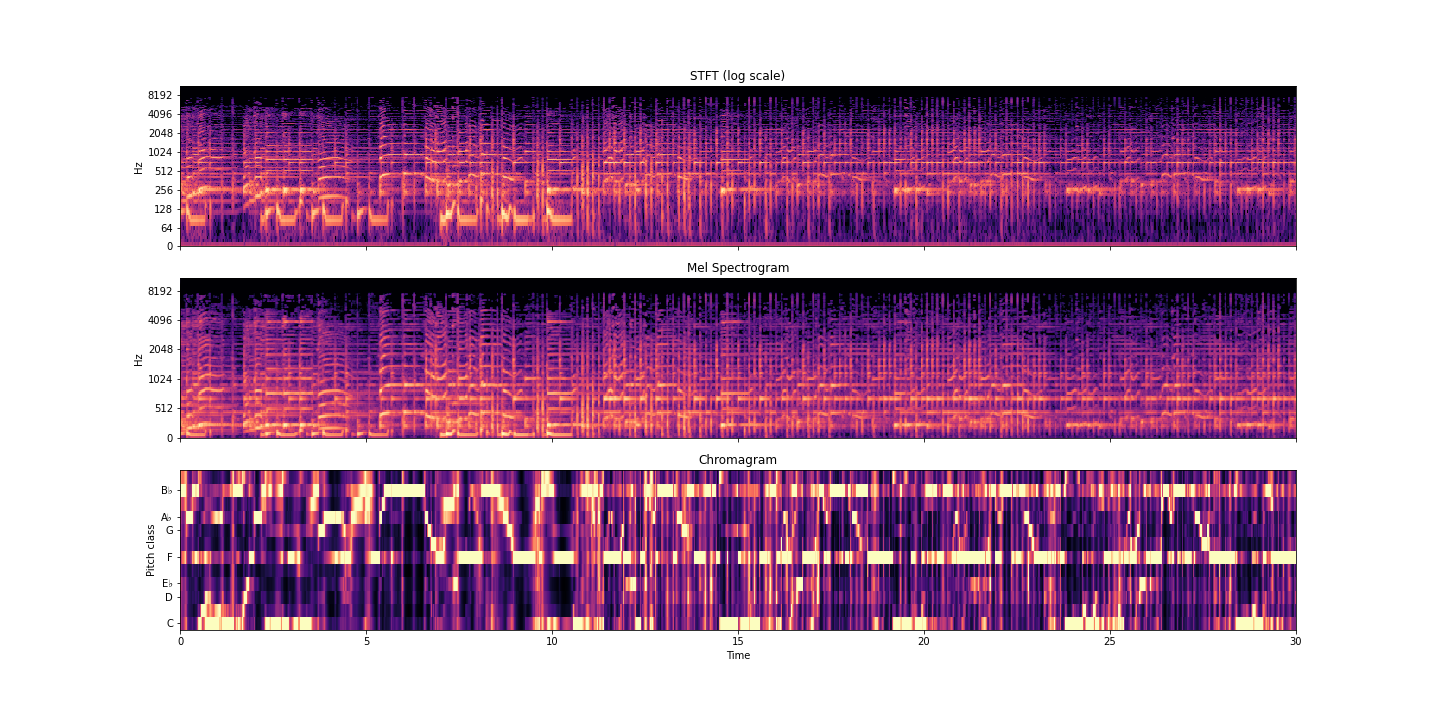 STFT (log scale)
8192
4096
2048
1024
512
256
128
64
0
Hz
Mel Spectrogram
8192
4096
2048
1024
512
0
Hz
Chromagram
B♭
A♭
G
F
E♭
D
C
Pitch class
0 5 10 15 20 25 30
Time